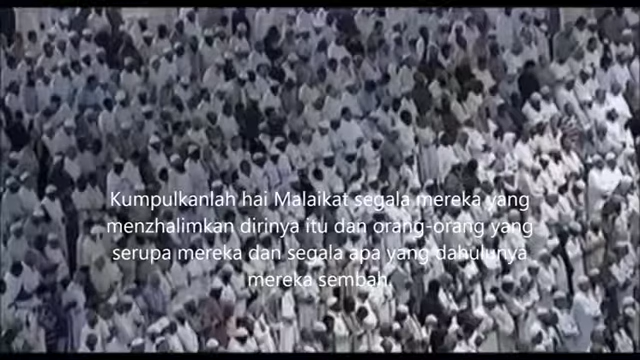 Kumpulkanlah hai Malaikat segala mereka yang
menzhalimkan dirinya itu dan orang-orang yang
serupa mereka dan segala apa yang dahulunya
mereka sembah.